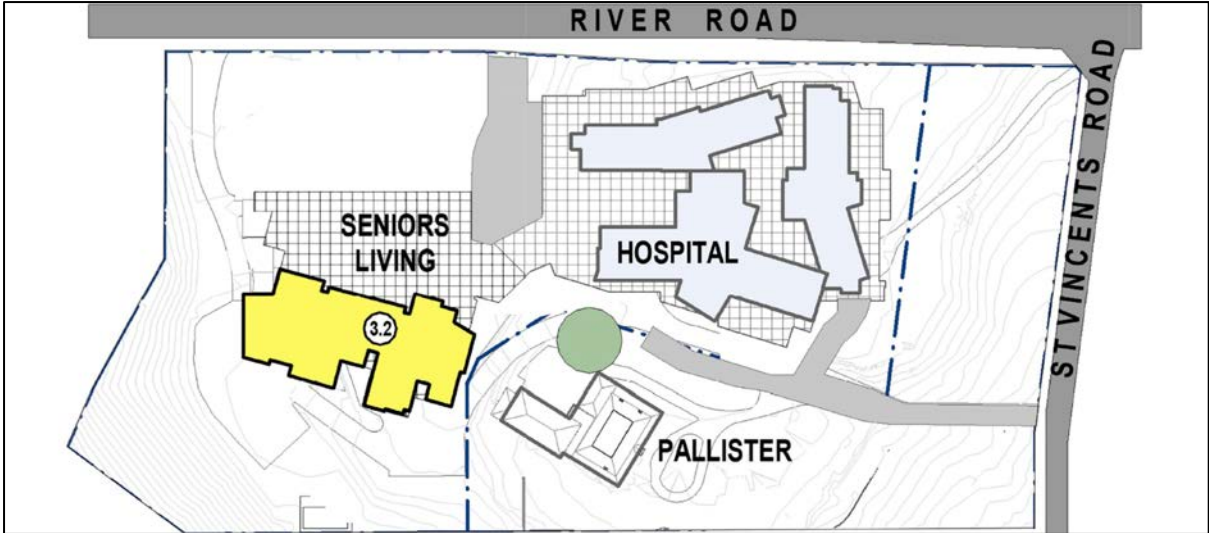 RIVER ROAD
ST VINCENTS ROAD
SENIORS
LIVING
HOSPITAL
3.2
PALLISTER